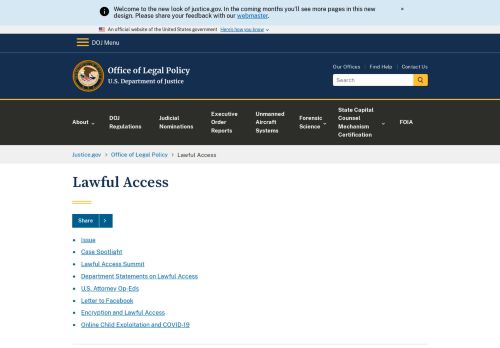 Welcome to the new look of justice.gov. In the coming months you'll see more pages in this new
design. Please share your feedback with our webmaster.
×
An official website of the United States government Here's how you know
DOJ Menu
Office of Legal Policy
U.S. Department of Justice
Our Offices
Find Help
Contact Us
Search
About
DOJ
Regulations
Judicial
Nominations
Executive
Order
Reports
Unmanned
Aircraft
Systems
Forensic
Science
State Capital
Counsel
Mechanism
Certification
FOIA
Justice.gov > Office of Legal Policy > Lawful Access
Lawful Access
Share >
• Issue
• Case Spotlight
• Lawful Access Summit
• Department Statements on Lawful Access
• U.S. Attorney Op-Eds
• Letter to Facebook
• Encryption and Lawful Access
• Online Child Exploitation and COVID-19